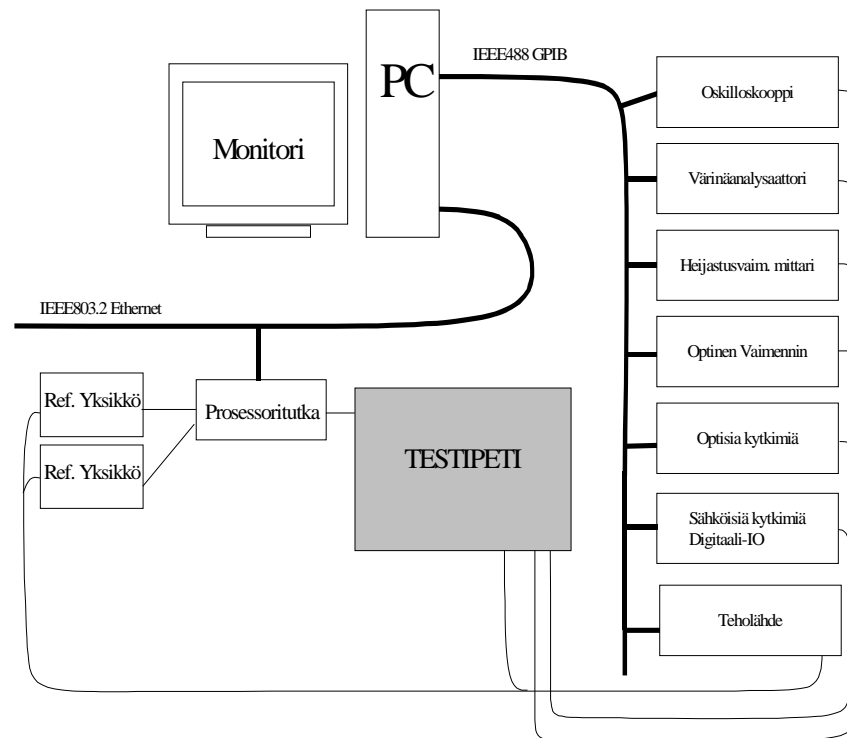 PC
IEEE488 GPIB
Monitori
Oskilloskooppi
Värinäanalysaattori
Heijastusvaim. mittari
Optinen Vaimennin
Optisia kytkimiä
Sähköisiä kytkimiä
Digitaali-IO
Teholähde
IEEE803.2 Ethernet
Ref. Yksikkö
Ref. Yksikkö
Prosessoritutka
TESTIPETI